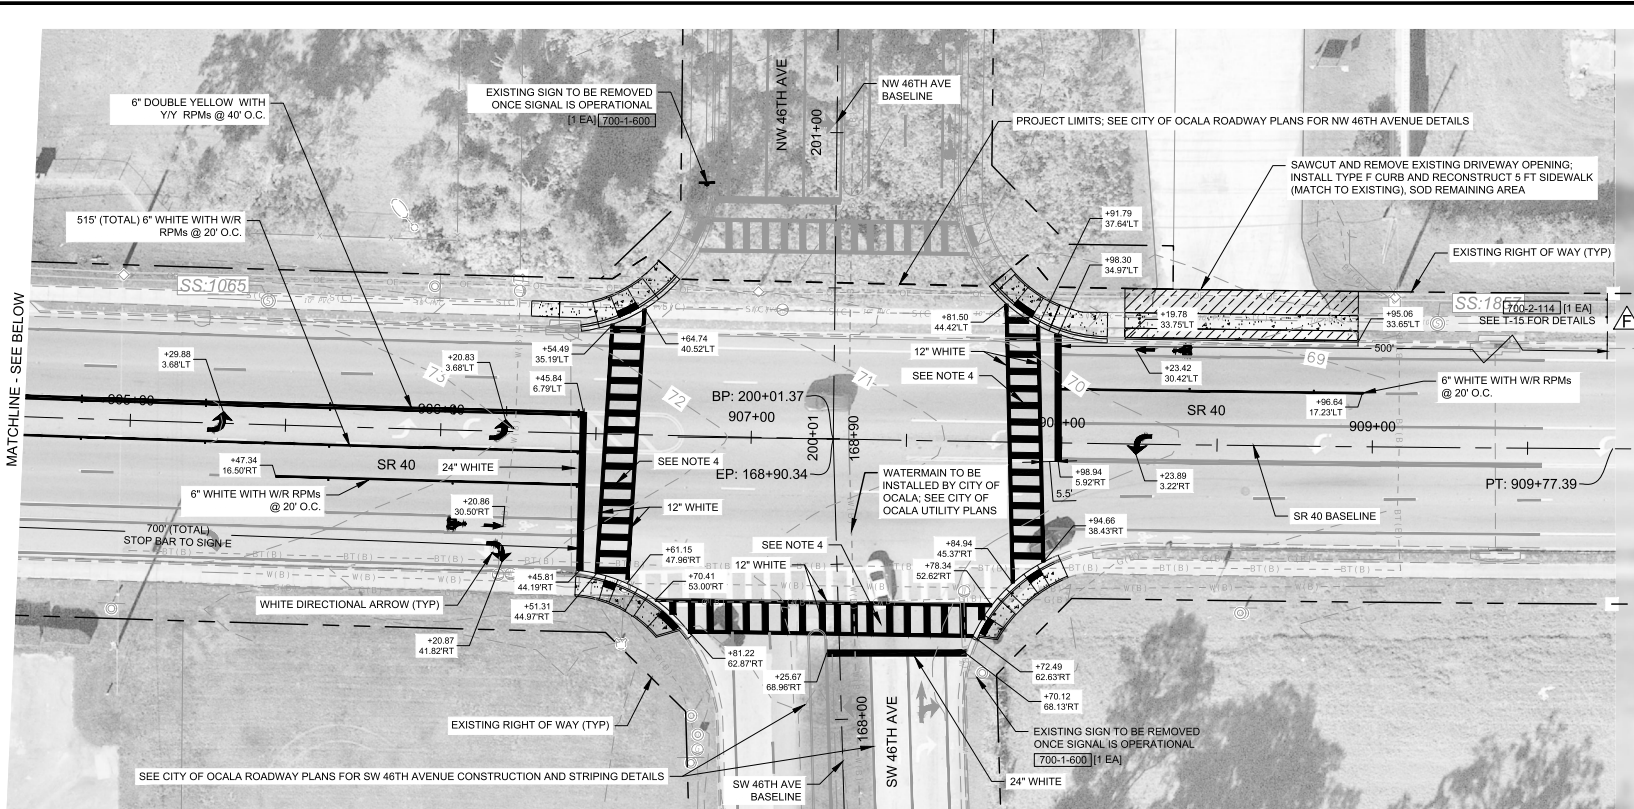 6" DOUBLE YELLOW WITH
Y/Y RPMs @ 40' O.C.
EXISTING SIGN TO BE REMOVED
ONCE SIGNAL IS OPERATIONAL
[1 EA] 700-1-600
NW 46TH AVE
201+00
NW 46TH AVE
BASELINE
PROJECT LIMITS; SEE CITY OF OCALA ROADWAY PLANS FOR NW 46TH AVENUE DETAILS
SAWCUT AND REMOVE EXISTING DRIVEWAY OPENING;
INSTALL TYPE F CURB AND RECONSTRUCT 5 FT SIDEWALK
(MATCH TO EXISTING), SOD REMAINING AREA
515' (TOTAL) 6" WHITE WITH W/R
RPMs @ 20' O.C.
+91.79
37.64'LT
+98.30
34.97'LT
EXISTING RIGHT OF WAY (TYP)
SS:1065
SS:1857
700-2-114 [1 EA]
SEE T-15 FOR DETAILS
F
+19.78
33.75'LT
+95.06
33.65'LT
+81.50
44.42'LT
+64.74
40.52'LT
+54.49
35.19'LT
12" WHITE
SEE NOTE 4
500'
+29.88
3.68'LT
+20.83
3.68'LT
+45.84
6.79'LT
+23.42
30.42'LT
73
72
71
70
69
6" WHITE WITH W/R RPMs
@ 20' O.C.
+96.64
17.23'LT
MATCHLINE - SEE BELOW
905+00
906+00
BP: 200+01.37
907+00
200+01
168+90
SR 40
909+00
SR 40
24" WHITE
+47.34
16.50'RT
SEE NOTE 4
EP: 168+90.34
+98.94
5.92'RT
5.5'
+23.89
3.22'RT
PT: 909+77.39
6" WHITE WITH W/R RPMs
@ 20' O.C.
+20.86
30.50'RT
12" WHITE
WATERMAIN TO BE
INSTALLED BY CITY OF
OCALA; SEE CITY OF
OCALA UTILITY PLANS
SR 40 BASELINE
700' (TOTAL)
STOP BAR TO SIGN E
+94.66
38.43'RT
SEE NOTE 4
+61.15
47.96'RT
+84.94
45.37'RT
+78.34
52.62'RT
12" WHITE
BT(B)
W(B)
+70.41
53.00'RT
+45.81
44.19'RT
WHITE DIRECTIONAL ARROW (TYP)
+51.31
44.97'RT
+20.87
41.82'RT
+81.22
62.87'RT
+25.67
68.96'RT
+72.49
62.63'RT
+70.12
68.13'RT
EXISTING RIGHT OF WAY (TYP)
168+00
SW 46TH AVE
EXISTING SIGN TO BE REMOVED
ONCE SIGNAL IS OPERATIONAL
700-1-600 [1 EA]
SEE CITY OF OCALA ROADWAY PLANS FOR SW 46TH AVENUE CONSTRUCTION AND STRIPING DETAILS
SW 46TH AVE
BASELINE
24" WHITE